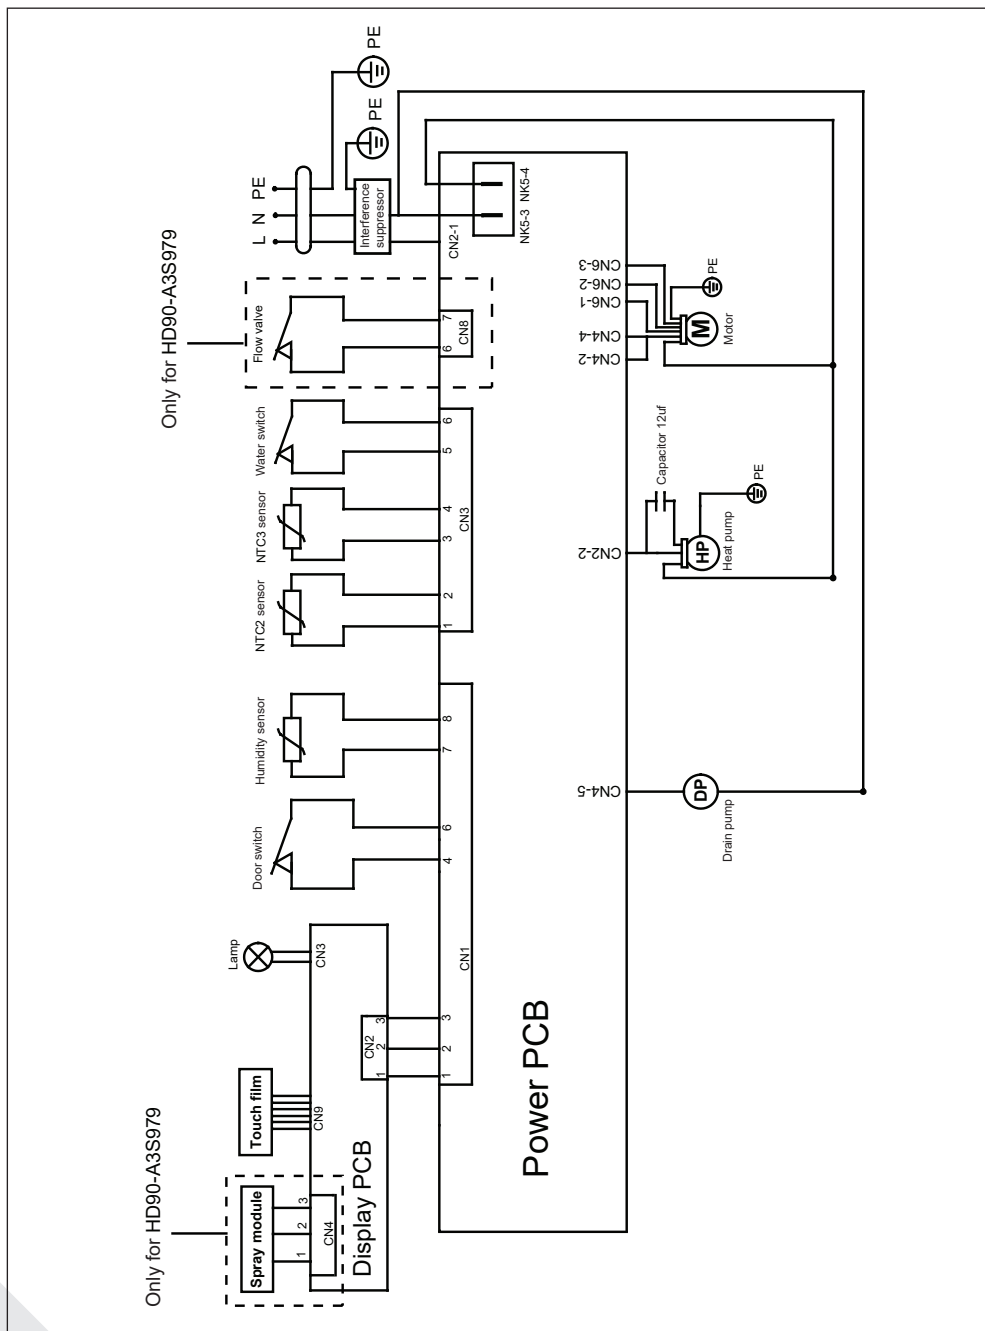 Only for HD90-A3S979
Spray module
1 2 3
CN4
Touch film
CN9
Lamp
CN3
Display PCB
CN2
1 2 3
1 2 3
CN1
Door switch
4 6
Humidity sensor
7 8
NTC2 sensor
1 2
NTC3 sensor
3 4
CN3
Water switch
5 6
Only for HD90-A3S979
Flow valve
6 7
CN8
L N PE
Interference
suppressor
PE
PE
CN2-1
NK5-3 NK5-4
Power PCB
CN4-5
DP
Drain pump
CN2-2
Capacitor 12uf
HP
Heat pump
PE
CN4-2
CN4-4
CN6-1
CN6-2
CN6-3
M
Motor
PE